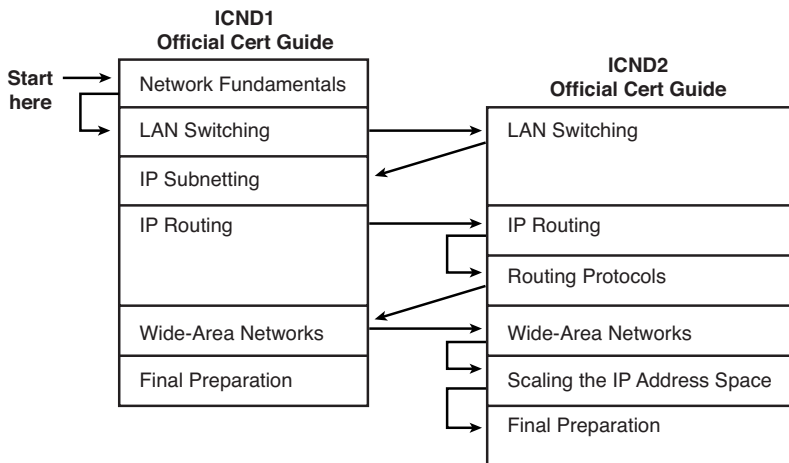 ICND1
Official Cert Guide
Start
here
Network Fundamentals
LAN Switching
IP Subnetting
IP Routing
Wide-Area Networks
Final Preparation
ICND2
Official Cert Guide
LAN Switching
IP Routing
Routing Protocols
Wide-Area Networks
Scaling the IP Address Space
Final Preparation